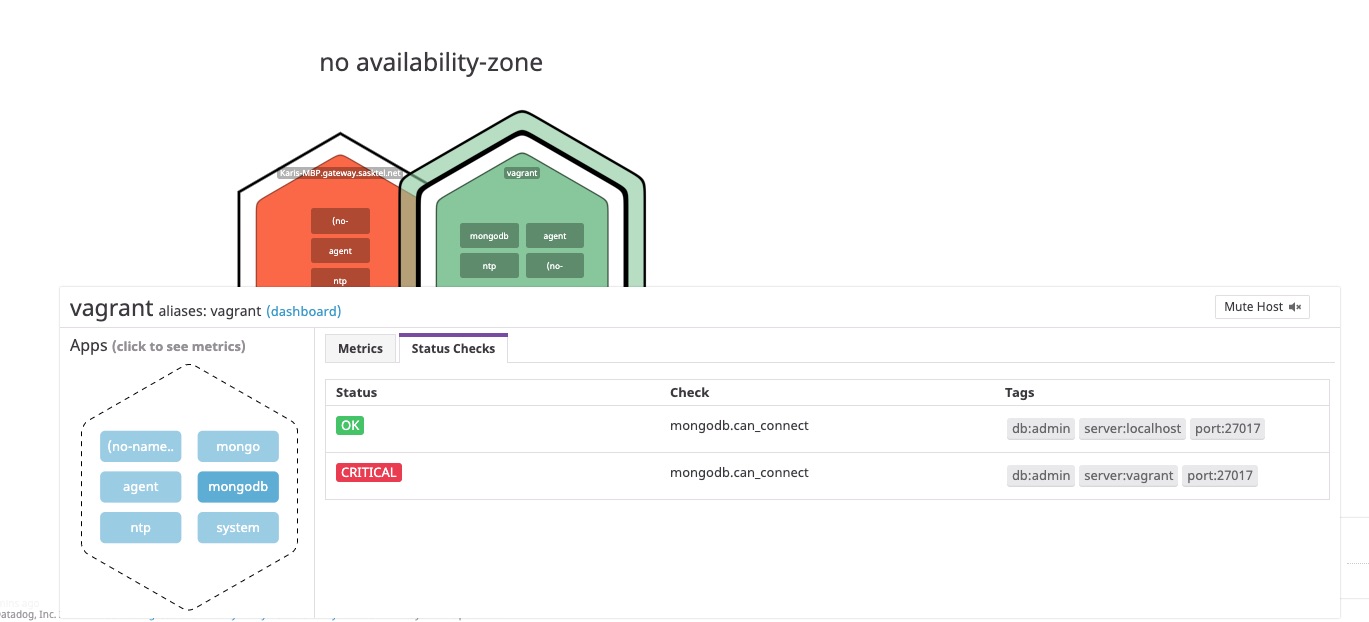 no availability-zone
Karis-MBP.gateway.sasktel.net
vagrant
(no-
agent
ntp
mongodb agent
ntp (no-
vagrant aliases: vagrant (dashboard)
Mute Host
Apps (click to see metrics)
(no-name.. mongo
agent mongodb
ntp system
Metrics Status Checks
Status Check Tags
OK mongodb.can_connect db:admin server:localhost port:27017
CRITICAL mongodb.can_connect db:admin server:vagrant port:27017
atadog, Inc.